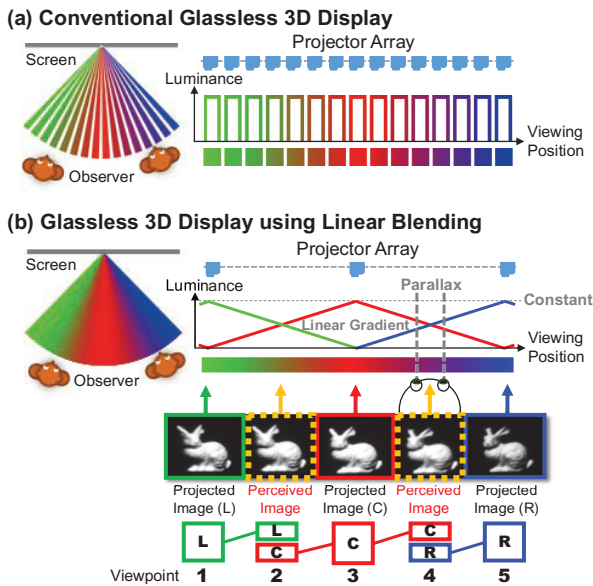 (a) Conventional Glassless 3D Display
Projector Array
Screen
Luminance
Viewing
Position
Observer
(b) Glassless 3D Display using Linear Blending
Projector Array
Screen
Luminance
Parallax
Constant
Linear Gradient
Viewing
Position
Observer
Projected
Image (L)
Perceived
Image
Projected
Image (C)
Perceived
Image
Projected
Image (R)
L
L
C
C
C
R
R
Viewpoint 1 2 3 4 5